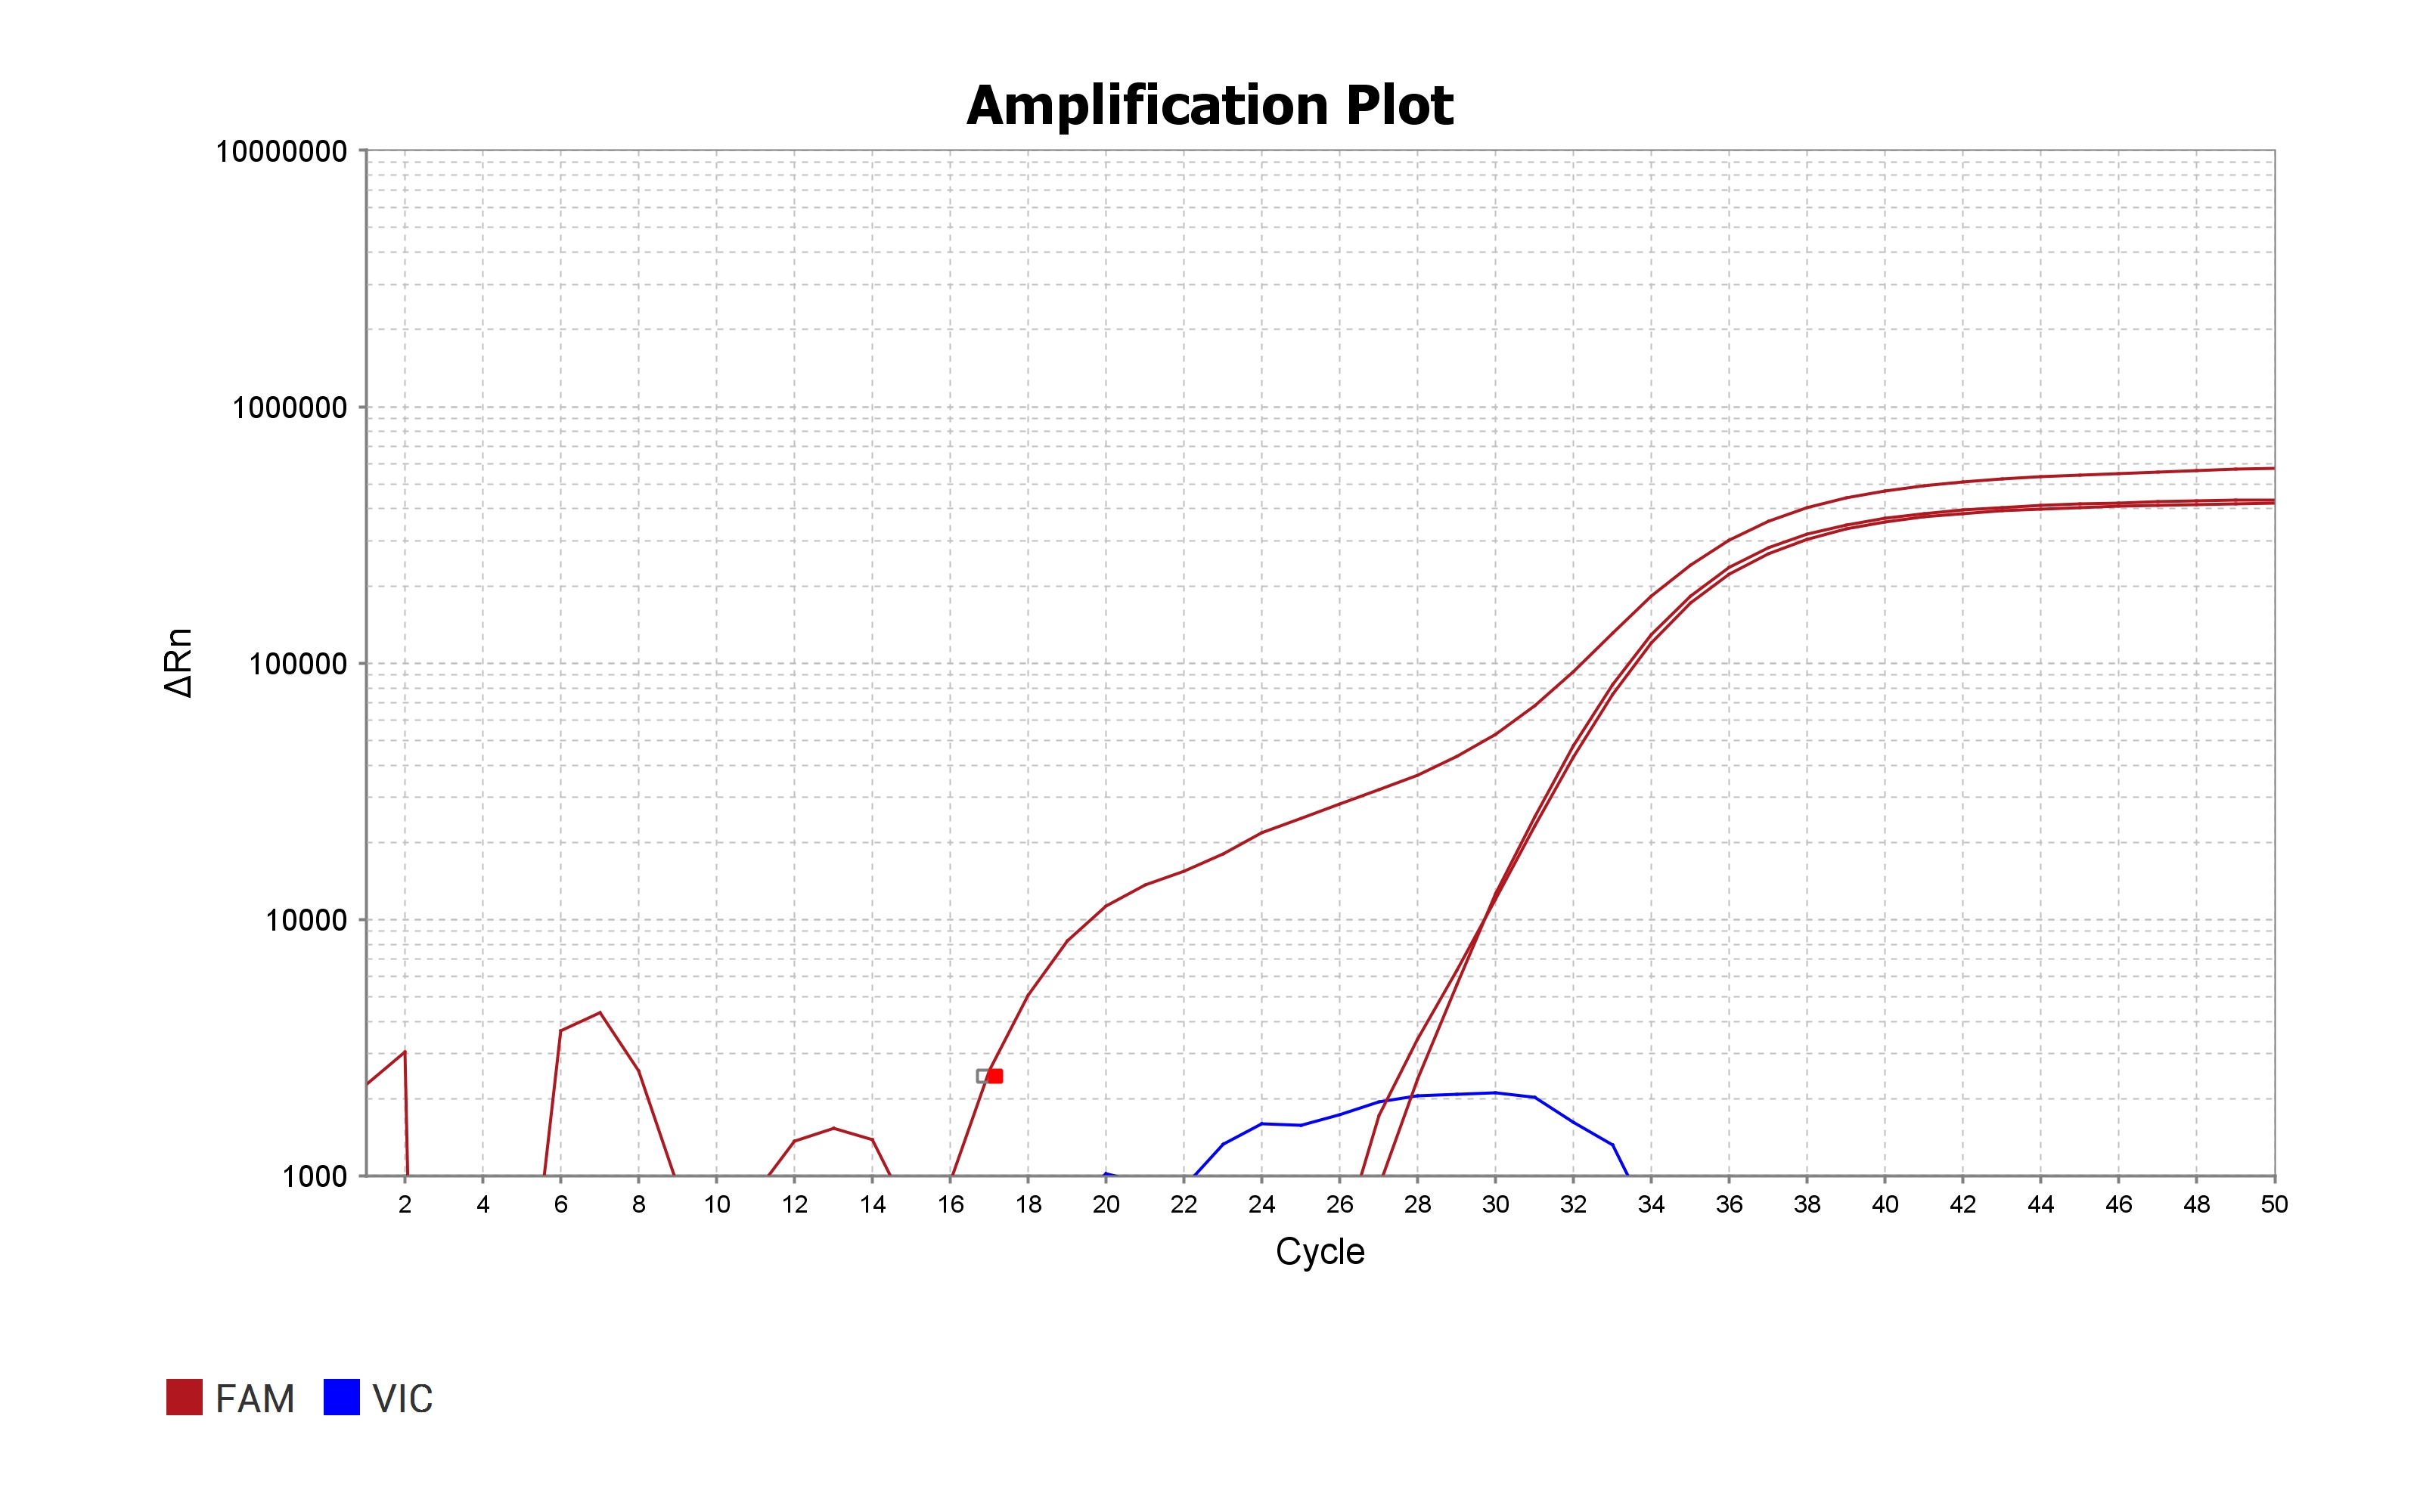 Amplification Plot
10000000
1000000
100000
10000
1000
ΔRn
2 4 6 8 10 12 14 16 18 20 22 24 26 28 30 32 34 36 38 40 42 44 46 48 50
Cycle
FAM VIC